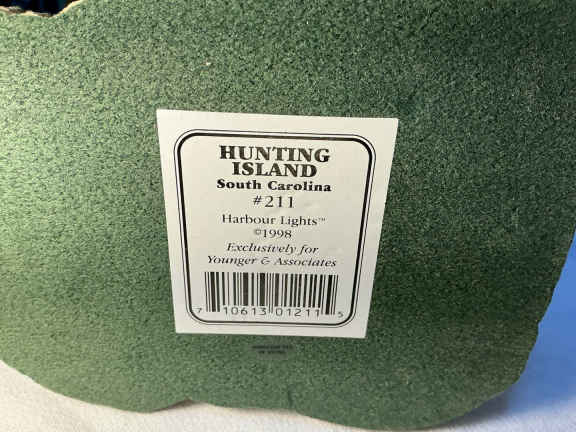 HUNTING
ISLAND
South Carolina
#211
Harbour Lights™
©1998
Exclusively for
Younger & Associates
7 10613 01211 5